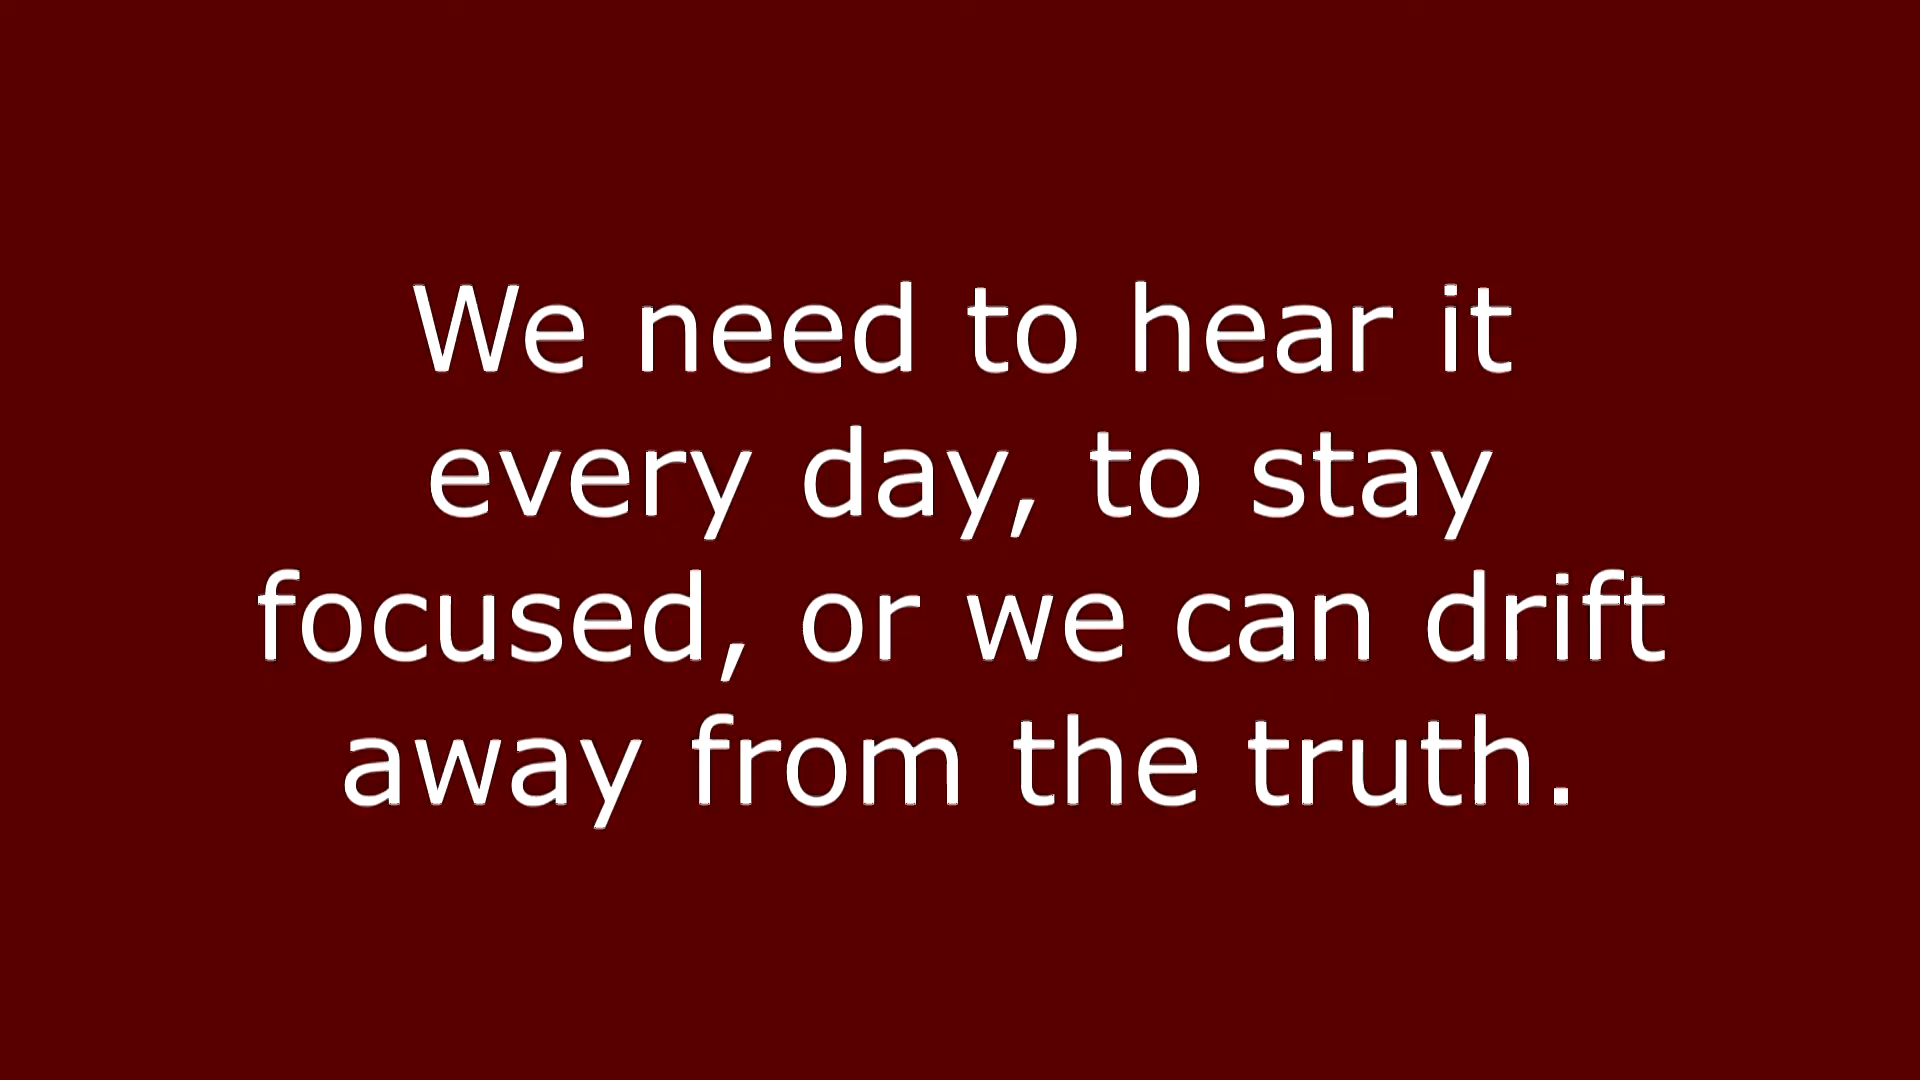 We need to hear it
every day, to stay
focused, or we can drift
away from the truth.